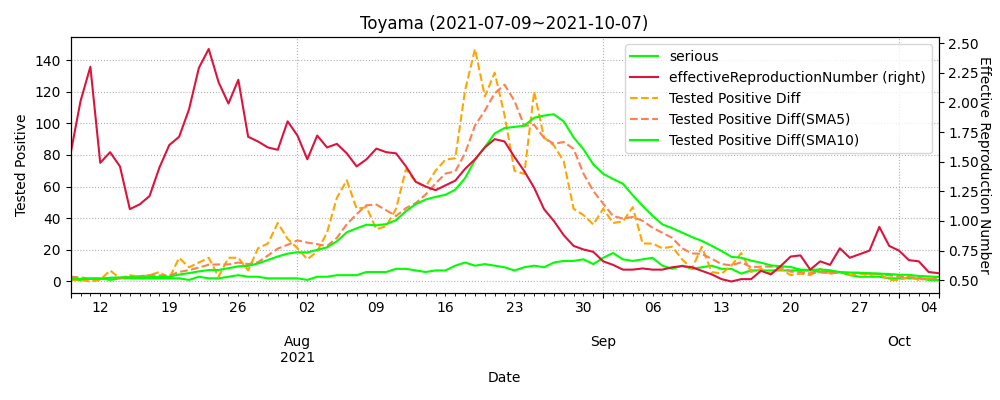 Toyama (2021-07-09~2021-10-07)
serious
effectiveReproductionNumber (right)
Tested Positive Diff
Tested Positive Diff(SMA5)
Tested Positive Diff(SMA10)
Tested Positive
140
120
100
80
60
40
20
0
2.50
2.25
2.00
1.75
1.50
1.25
1.00
0.75
0.50
Effective Reproduction Number
12 19 26 02 09 16 23 30 06 13 20 27 04
Aug Sep Oct
2021
Date